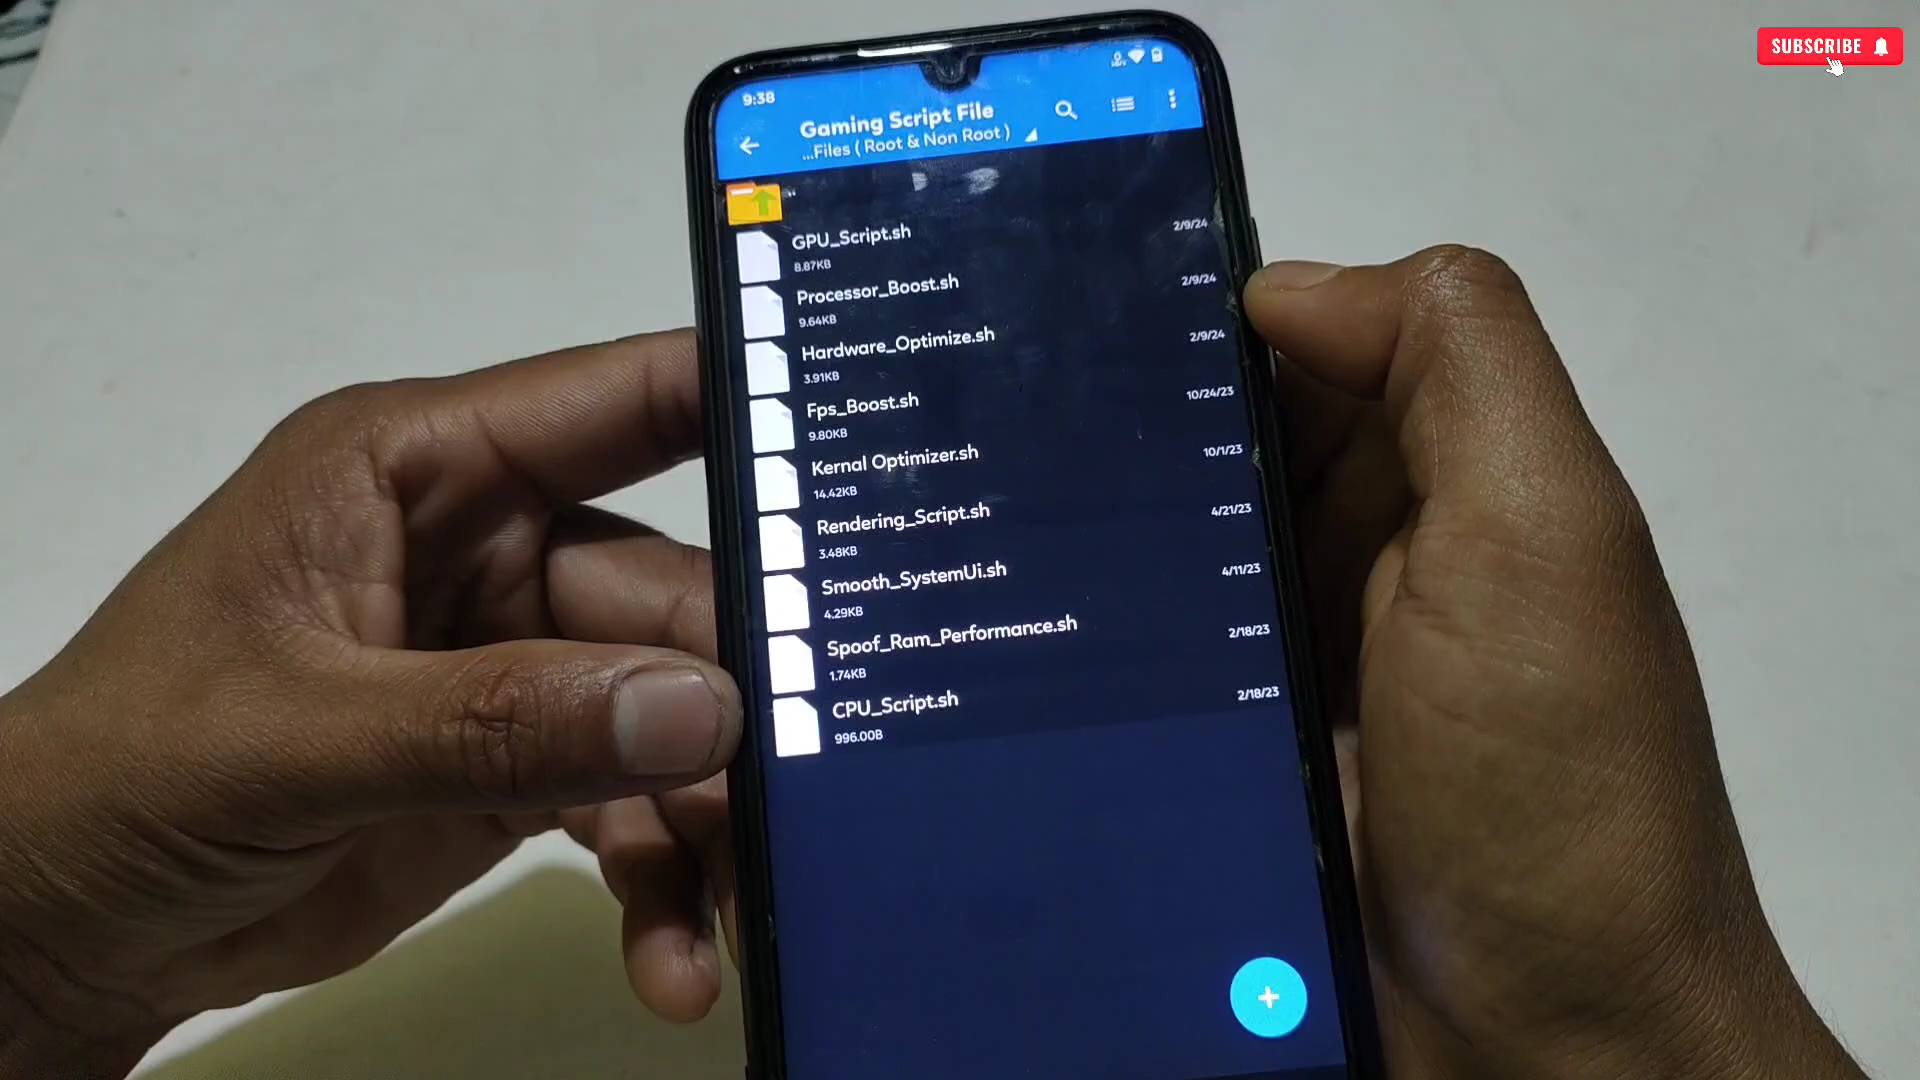 SUBSCRIBE
9:38
Gaming Script File
...Files ( Root & Non Root )
..
GPU_Script.sh
2/9/24
8.87KB
Processor_Boost.sh
2/9/24
9.64KB
Hardware_Optimize.sh
2/9/24
3.91KB
Fps_Boost.sh
10/24/23
9.80KB
Kernal Optimizer.sh
10/1/23
14.42KB
Rendering_Script.sh
4/21/23
3.48KB
Smooth_SystemUi.sh
4/11/23
4.29KB
Spoof_Ram_Performance.sh
2/18/23
1.74KB
CPU_Script.sh
2/18/23
996.00B